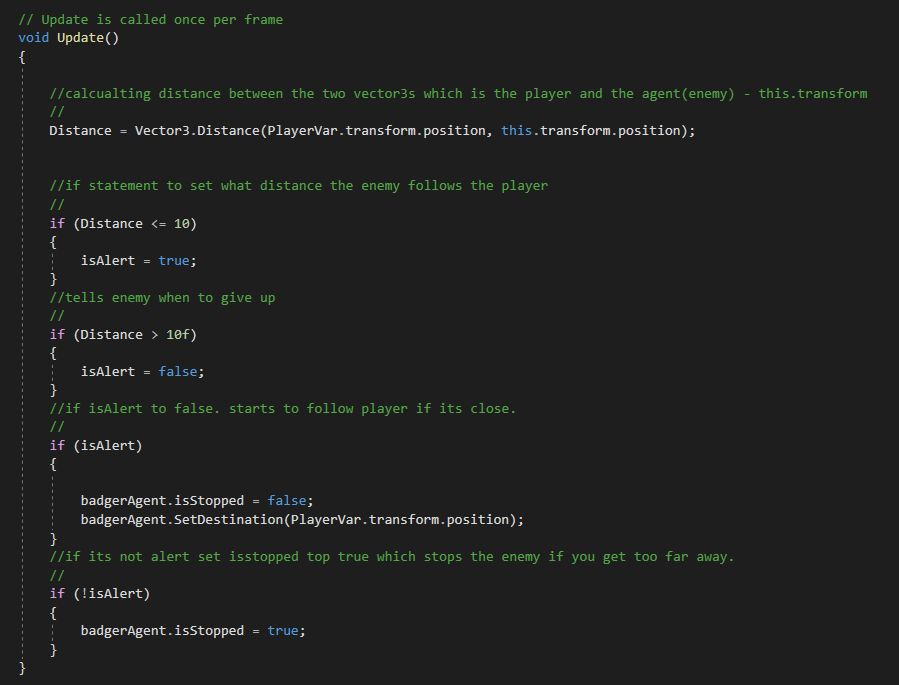 // Update is called once per frame
void Update()
{
//calcualting distance between the two vector3s which is the player and the agent(enemy) - this.transform
//
Distance = Vector3.Distance(PlayerVar.transform.position, this.transform.position);
//if statement to set what distance the enemy follows the player
//
if (Distance <= 10)
{
isAlert = true;
}
//tells enemy when to give up
//
if (Distance > 10f)
{
isAlert = false;
}
//if isAlert to false. starts to follow player if its close.
//
if (isAlert)
{
badgerAgent.isStopped = false;
badgerAgent.SetDestination(PlayerVar.transform.position);
}
//if its not alert set isstopped top true which stops the enemy if you get too far away.
//
if (!isAlert)
{
badgerAgent.isStopped = true;
}
}